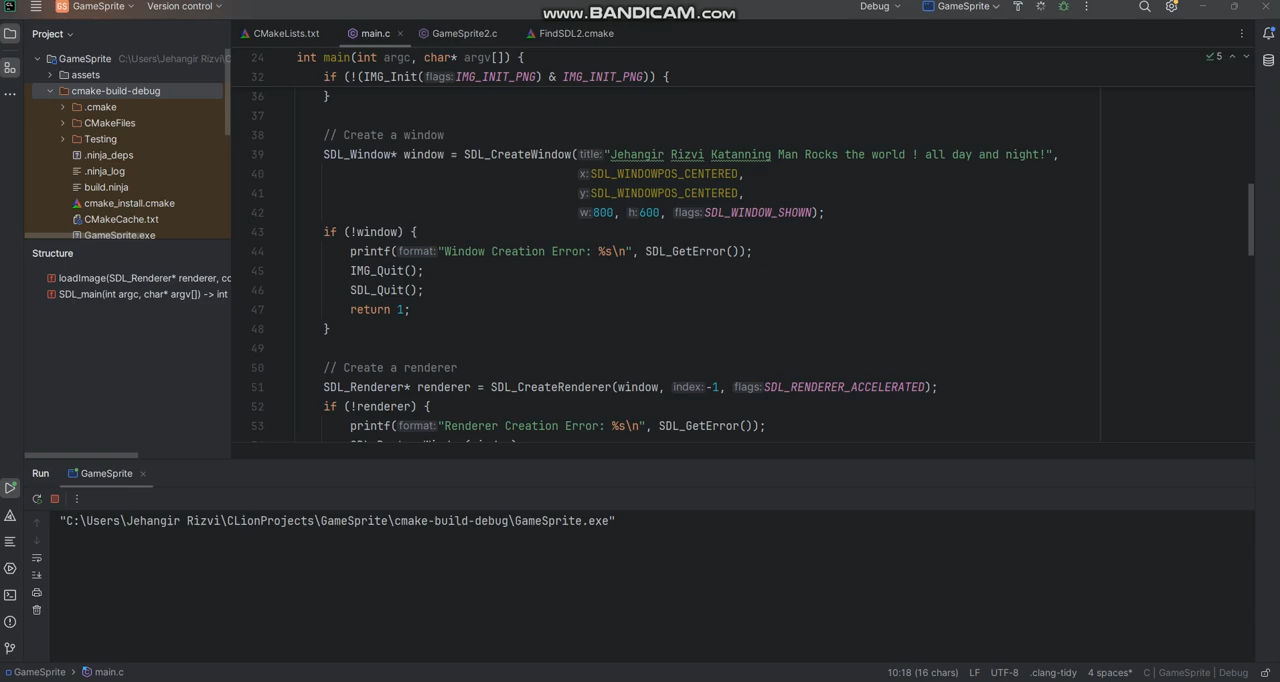 www.BANDICAM.com
GS GameSprite Version control Debug GameSprite
Project CMakeLists.txt main.c GameSprite2.c FindSDL2.cmake
GameSprite C:\Users\Jehangir Rizvi\C
assets
cmake-build-debug
.cmake
CMakeFiles
Testing
.ninja_deps
.ninja_log
build.ninja
cmake_install.cmake
CMakeCache.txt
GameSprite.exe
Structure
loadImage(SDL_Renderer* renderer, co
SDL_main(int argc, char* argv[]) -> int
24 int main(int argc, char* argv[]) {
32 if (!(IMG_Init(flags:IMG_INIT_PNG) & IMG_INIT_PNG)) {
5
36 }
37
38 // Create a window
39 SDL_Window* window = SDL_CreateWindow(title:"Jehangir Rizvi Katanning Man Rocks the world ! all day and night!",
40 x:SDL_WINDOWPOS_CENTERED,
41 y:SDL_WINDOWPOS_CENTERED,
42 w:800, h:600, flags:SDL_WINDOW_SHOWN);
43 if (!window) {
44 printf(format:"Window Creation Error: %s\n", SDL_GetError());
45 IMG_Quit();
46 SDL_Quit();
47 return 1;
48 }
49
50 // Create a renderer
51 SDL_Renderer* renderer = SDL_CreateRenderer(window, index:-1, flags:SDL_RENDERER_ACCELERATED);
52 if (!renderer) {
53 printf(format:"Renderer Creation Error: %s\n", SDL_GetError());
Run GameSprite
"C:\Users\Jehangir Rizvi\CLionProjects\GameSprite\cmake-build-debug\GameSprite.exe"
GameSprite > main.c 10:18 (16 chars) LF UTF-8 .clang-tidy 4 spaces* C | GameSprite | Debug